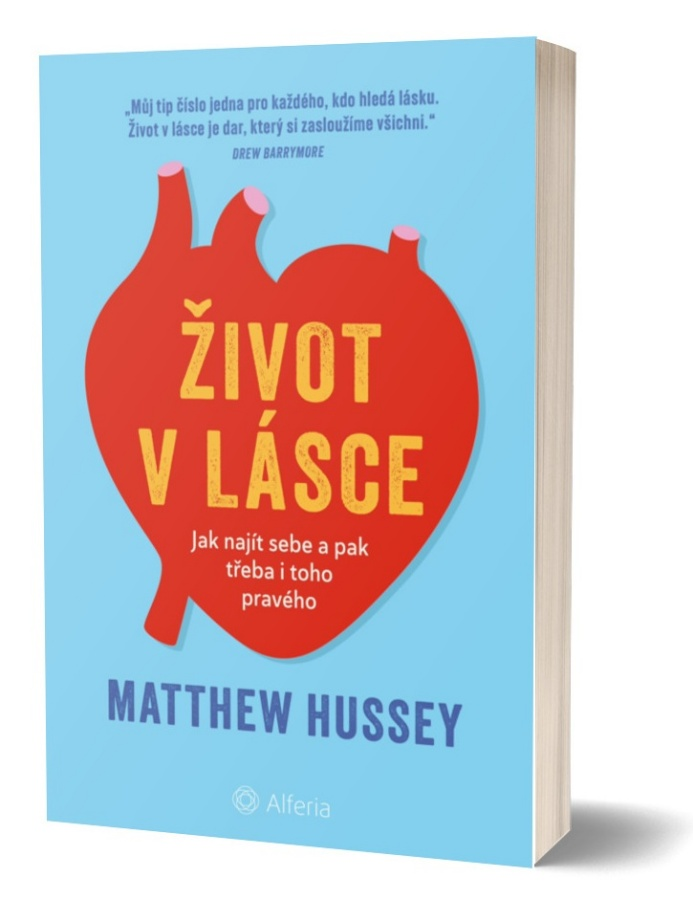 „Můj tip číslo jedna pro každého, kdo hledá lásku.
Život v lásce je dar, který si zasloužíme všichni.“
DREW BARRYMORE
ŽIVOT
V LÁSCE
Jak najít sebe a pak
třeba i toho
pravého
MATTHEW HUSSEY
Alferia